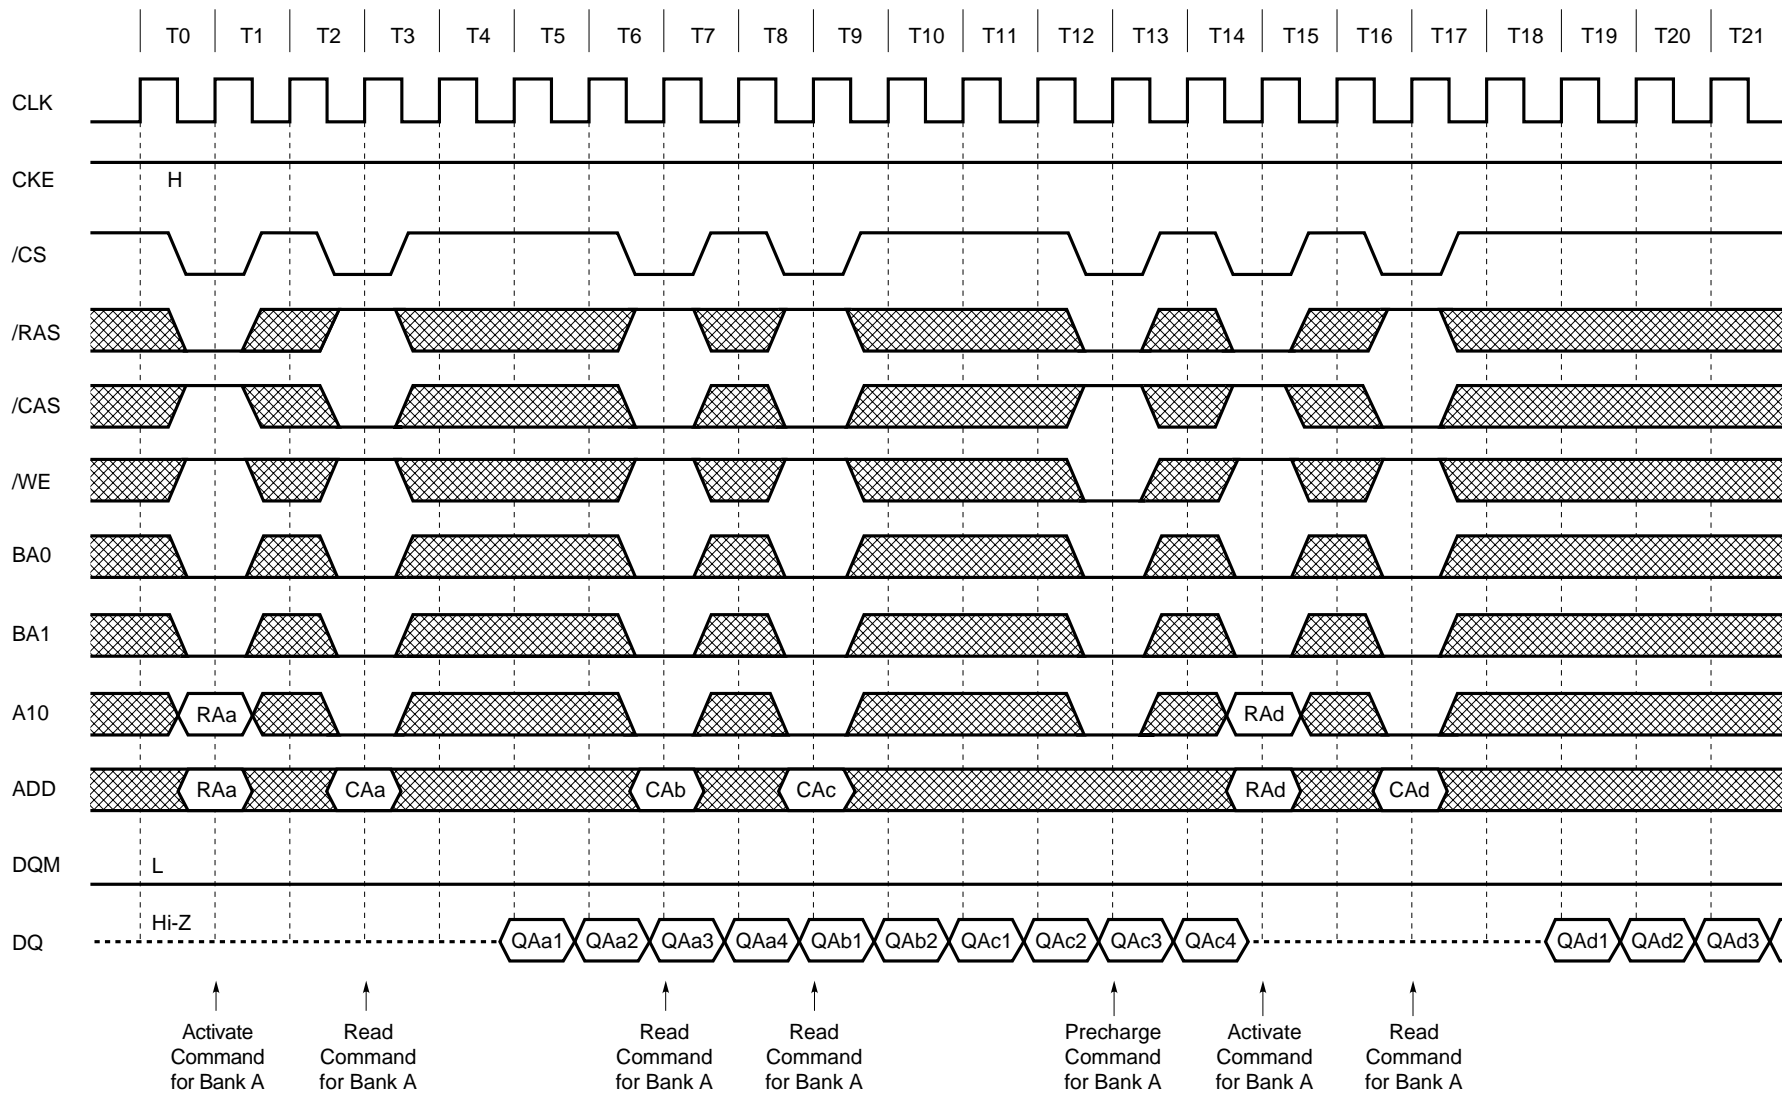 T0 T1 T2 T3 T4 T5 T6 T7 T8 T9 T10 T11 T12 T13 T14 T15 T16 T17 T18 T19 T20 T21
CLK
CKE H
/CS
/RAS
/CAS
/WE
BA0
BA1
A10 RAa RAd
ADD RAa CAa CAb CAc RAd CAd
DQM L
Hi-Z
DQ QAa1 QAa2 QAa3 QAa4 QAb1 QAb2 QAc1 QAc2 QAc3 QAc4 QAd1 QAd2 QAd3
Activate
Command
for Bank A
Read
Command
for Bank A
Read
Command
for Bank A
Read
Command
for Bank A
Precharge
Command
for Bank A
Activate
Command
for Bank A
Read
Command
for Bank A